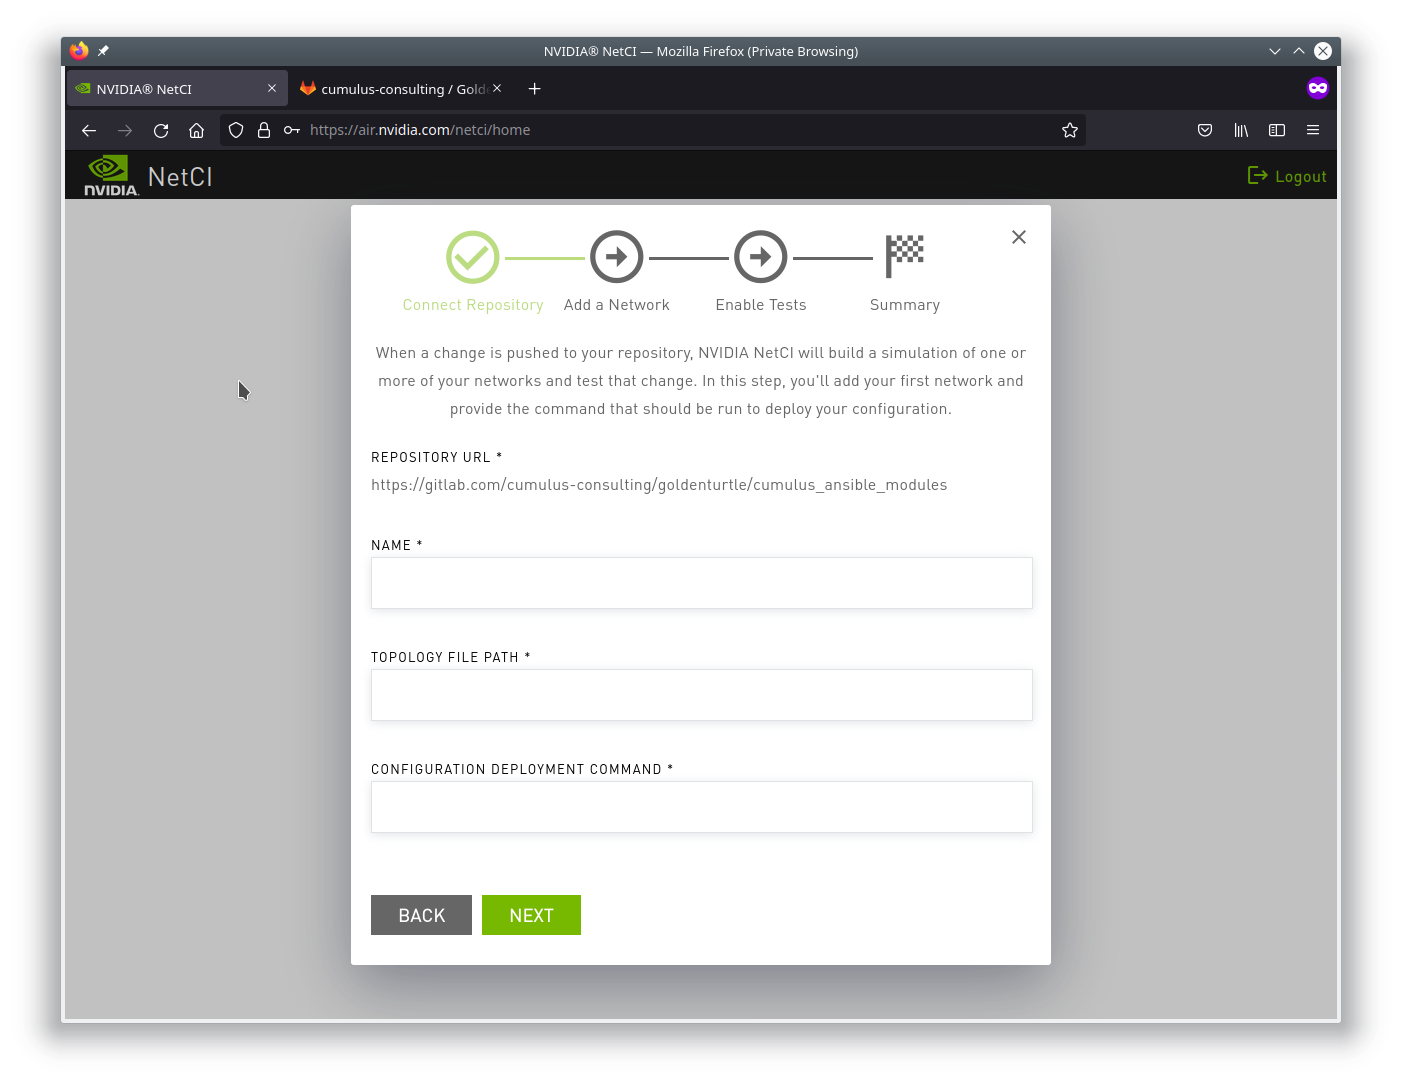 NVIDIA® NetCI — Mozilla Firefox (Private Browsing)
NVIDIA® NetCI
cumulus-consulting / Gold
https://air.nvidia.com/netci/home
NVIDIA. NetCI
Logout
Connect Repository
Add a Network
Enable Tests
Summary
When a change is pushed to your repository, NVIDIA NetCI will build a simulation of one or
more of your networks and test that change. In this step, you'll add your first network and
provide the command that should be run to deploy your configuration.
REPOSITORY URL *
https://gitlab.com/cumulus-consulting/goldenturtle/cumulus_ansible_modules
NAME *
TOPOLOGY FILE PATH *
CONFIGURATION DEPLOYMENT COMMAND *
BACK
NEXT